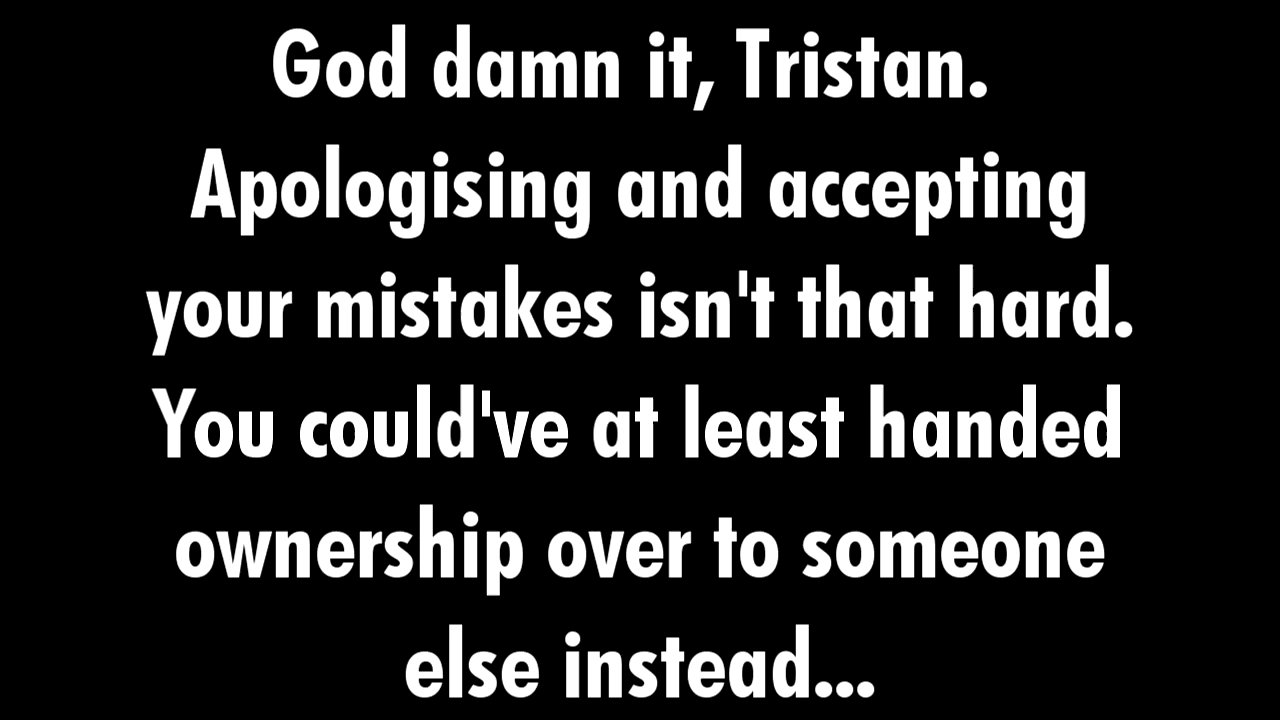 God damn it, Tristan.
Apologising and accepting
your mistakes isn't that hard.
You could've at least handed
ownership over to someone
else instead...